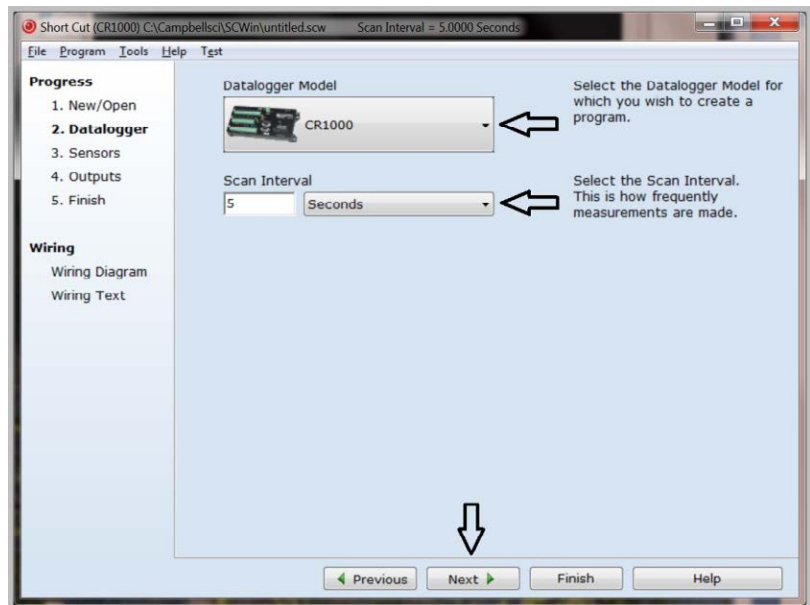 Short Cut (CR1000) C:\Campbellsci\SCWin\untitled.scw Scan Interval = 5.0000 Seconds
File Program Tools Help Test
Progress
1. New/Open
2. Datalogger
3. Sensors
4. Outputs
5. Finish
Wiring
Wiring Diagram
Wiring Text
Datalogger Model
CR1000
Select the Datalogger Model for
which you wish to create a
program.
Scan Interval
5 Seconds
Select the Scan Interval.
This is how frequently
measurements are made.
Previous Next Finish Help